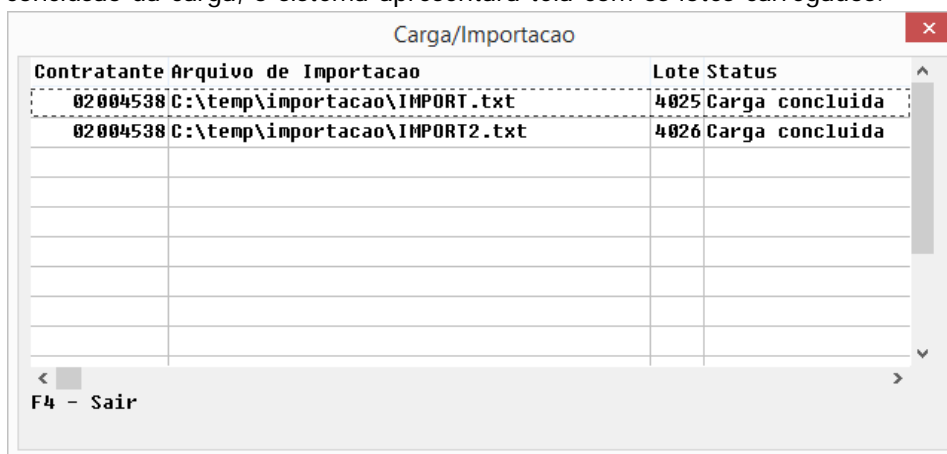 conclusão da carga, o sistema apresentará tela com os lotes carregados.
Carga/Importacao
Contratante Arquivo de Importacao Lote Status
02004538 C:\temp\importacao\IMPORT.txt 4025 Carga concluida
02004538 C:\temp\importacao\IMPORT2.txt 4026 Carga concluida
F4 - Sair